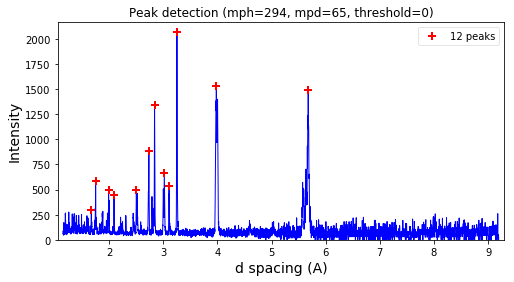 Peak detection (mph=294, mpd=65, threshold=0)
12 peaks
2000
1750
1500
1250
1000
750
500
250
0
Intensity
2 3 4 5 6 7 8 9
d spacing (A)